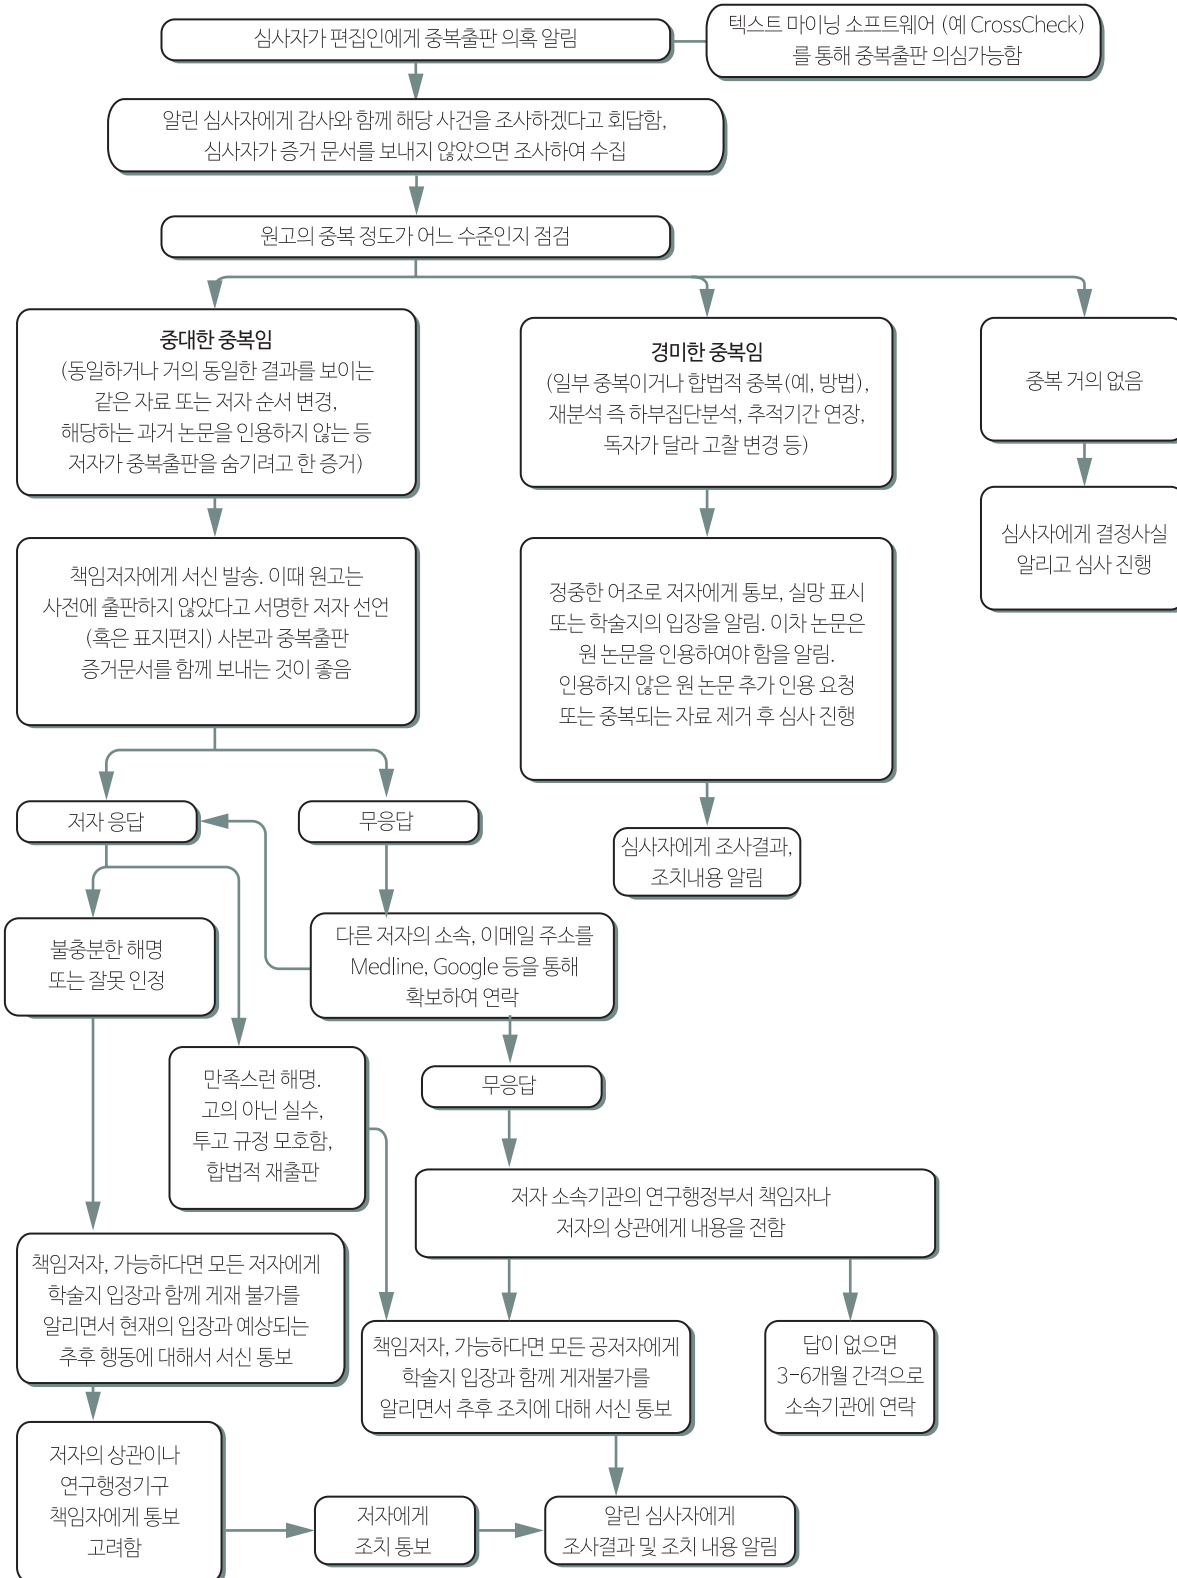 심사자가 편집인에게 중복출판 의혹 알림
텍스트 마이닝 소프트웨어 (예 CrossCheck)
를 통해 중복출판 의심가능함
알린 심사자에게 감사와 함께 해당 사건을 조사하겠다고 회답함,
심사자가 증거 문서를 보내지 않았으면 조사하여 수집
원고의 중복 정도가 어느 수준인지 점검
중대한 중복임
(동일하거나 거의 동일한 결과를 보이는
같은 자료 또는 저자 순서 변경,
해당하는 과거 논문을 인용하지 않는 등
저자가 중복출판을 숨기려고 한 증거)
경미한 중복임
(일부 중복이거나 합법적 중복(예, 방법),
재분석 즉 하부집단분석, 추적기간 연장,
독자가 달라 고찰 변경 등)
중복 거의 없음
심사자에게 결정사실
알리고 심사 진행
책임저자에게 서신 발송. 이때 원고는
사전에 출판하지 않았다고 서명한 저자 선언
(혹은 표지편지) 사본과 중복출판
증거문서를 함께 보내는 것이 좋음
정중한 어조로 저자에게 통보, 실망 표시
또는 학술지의 입장을 알림. 이차 논문은
원 논문을 인용하여야 함을 알림.
인용하지 않은 원 논문 추가 인용 요청
또는 중복되는 자료 제거 후 심사 진행
저자 응답
무응답
심사자에게 조사결과,
조치내용 알림
불충분한 해명
또는 잘못 인정
다른 저자의 소속, 이메일 주소를
Medline, Google 등을 통해
확보하여 연락
만족스런 해명.
고의 아닌 실수,
투고 규정 모호함,
합법적 재출판
무응답
저자 소속기관의 연구행정부서 책임자나
저자의 상관에게 내용을 전함
책임저자, 가능하다면 모든 저자에게
학술지 입장과 함께 게재 불가를
알리면서 현재의 입장과 예상되는
추후 행동에 대해서 서신 통보
책임저자, 가능하다면 모든 공저자에게
학술지 입장과 함께 게재불가를
알리면서 추후 조치에 대해 서신 통보
답이 없으면
3-6개월 간격으로
소속기관에 연락
저자의 상관이나
연구행정기구
책임자에게 통보
고려함
저자에게
조치 통보
알린 심사자에게
조사결과 및 조치 내용 알림